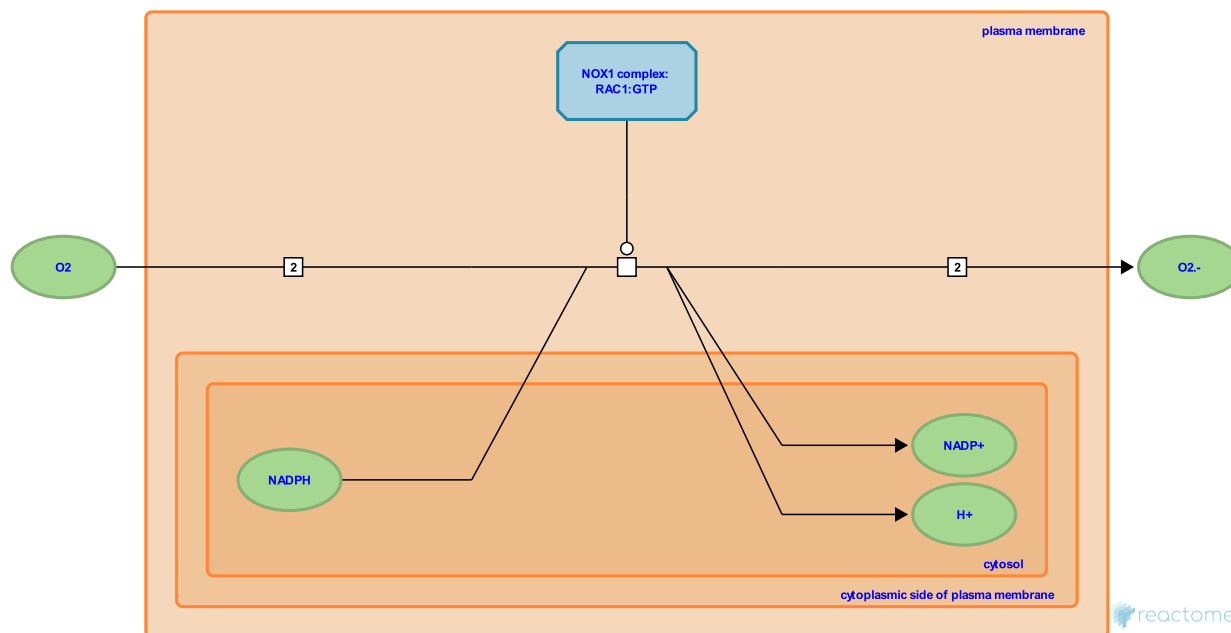 plasma membrane
NOX1 complex:
RAC1:GTP
O2
2
2
O2.-
NADPH
NADP+
H+
cytosol
cytoplasmic side of plasma membrane
reactome